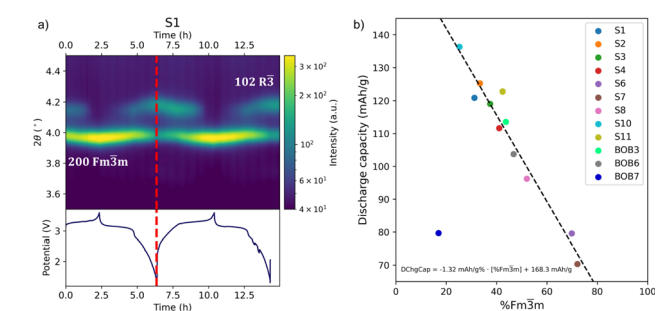 a)
S1
Time (h)
0.0 2.5 5.0 7.5 10.0 12.5
4.4
4.2
4.0
3.8
3.6
2θ (°)
102 R3̅
200 Fm3̅m
3 × 10²
2 × 10²
10²
6 × 10¹
4 × 10¹
Intensity (a.u.)
3
2
Potential (V)
0.0 2.5 5.0 7.5 10.0 12.5
Time (h)
b)
140
130
120
110
100
90
80
70
Discharge capacity (mAh/g)
S1
S2
S3
S4
S6
S7
S8
S10
S11
BOB3
BOB6
BOB7
DChgCap = -1.32 mAh/g% · [%Fm3̅m] + 168.3 mAh/g
0 20 40 60 80 100
%Fm3̅m